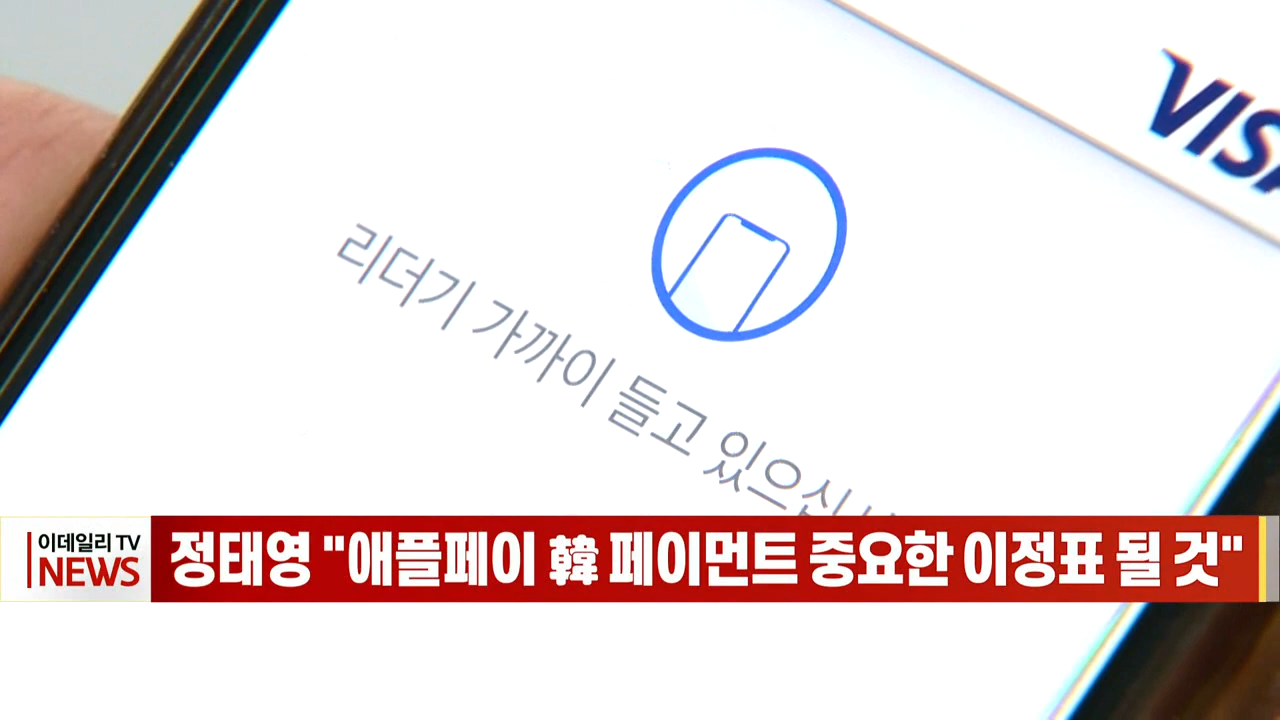 VISA
리더기 가까이 들고 있으십시
이데일리 TV
NEWS
정태영 "애플페이 韓 페이먼트 중요한 이정표 될 것"